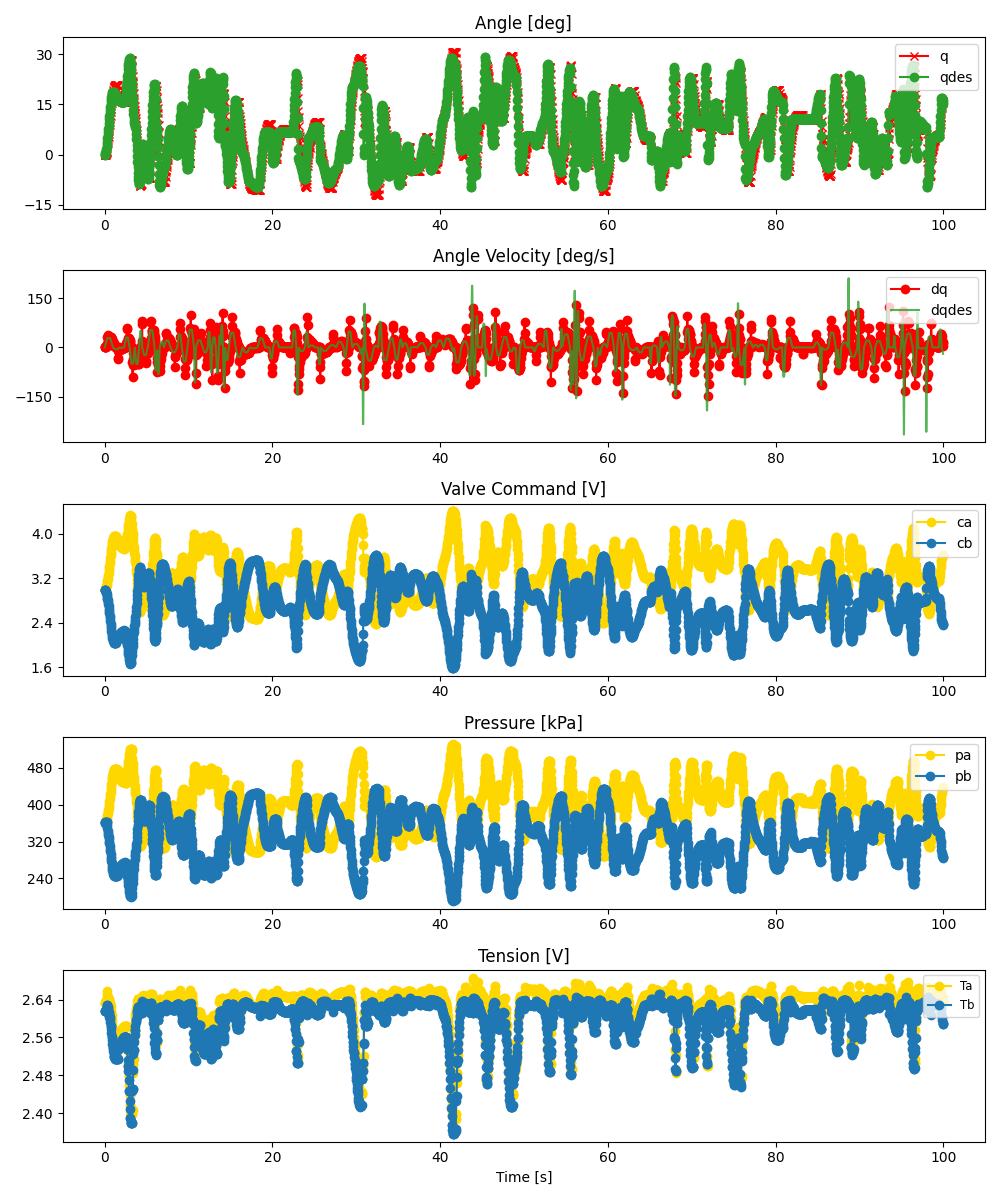 Angle [deg]
30
15
0
−15
q
qdes
0 20 40 60 80 100
Angle Velocity [deg/s]
150
0
−150
dq
dqdes
0 20 40 60 80 100
Valve Command [V]
4.0
3.2
2.4
1.6
ca
cb
0 20 40 60 80 100
Pressure [kPa]
480
400
320
240
pa
pb
0 20 40 60 80 100
Tension [V]
2.64
2.56
2.48
2.40
Ta
Tb
0 20 40 60 80 100
Time [s]